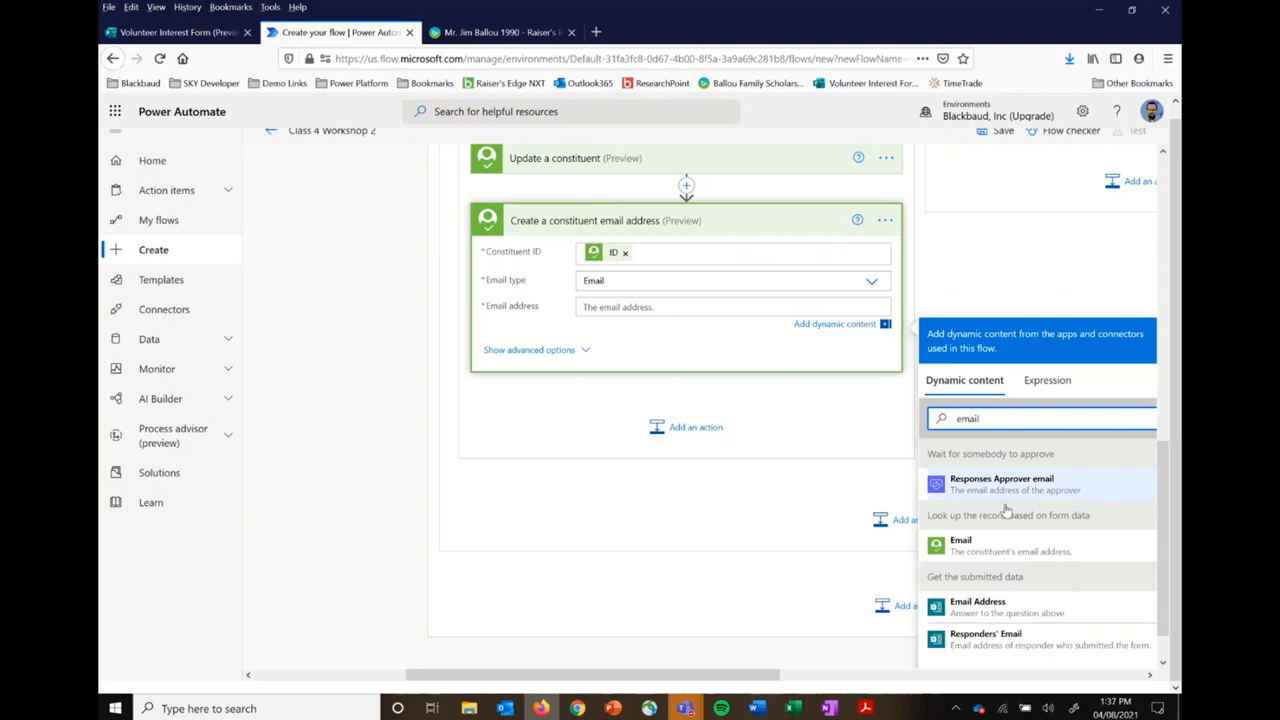 File Edit View History Bookmarks Tools Help
Volunteer Interest Form (Previe
Create your flow | Power Autom
Mr. Jim Ballou 1990 - Raiser's E
https://us.flow.microsoft.com/manage/environments/Default-31fa3fc8-0d67-4b00-8f5a-3a9a69c281b8/flows/new?newFlowName=
Blackbaud
SKY Developer
Demo Links
Power Platform
Bookmarks
Raiser's Edge NXT
Outlook365
ResearchPoint
Ballou Family Scholars...
Volunteer Interest For...
TimeTrade
Other Bookmarks
Power Automate
Search for helpful resources
Environments
Blackbaud, Inc (Upgrade)
Class 4 Workshop 2
Save
Flow checker
Test
Home
Action items
My flows
Create
Templates
Connectors
Data
Monitor
AI Builder
Process advisor
(preview)
Solutions
Learn
Update a constituent (Preview)
Create a constituent email address (Preview)
* Constituent ID
ID x
* Email type
Email
* Email address
The email address.
Add dynamic content
Show advanced options
Add an action
Add an a
Add an
Add a
Add dynamic content from the apps and connectors
used in this flow.
Dynamic content
Expression
email
Wait for somebody to approve
Responses Approver email
The email address of the approver
Look up the record based on form data
Email
The constituent's email address.
Get the submitted data
Email Address
Answer to the question above
Responders' Email
Email address of responder who submitted the form.
Type here to search
1:37 PM
04/08/2021